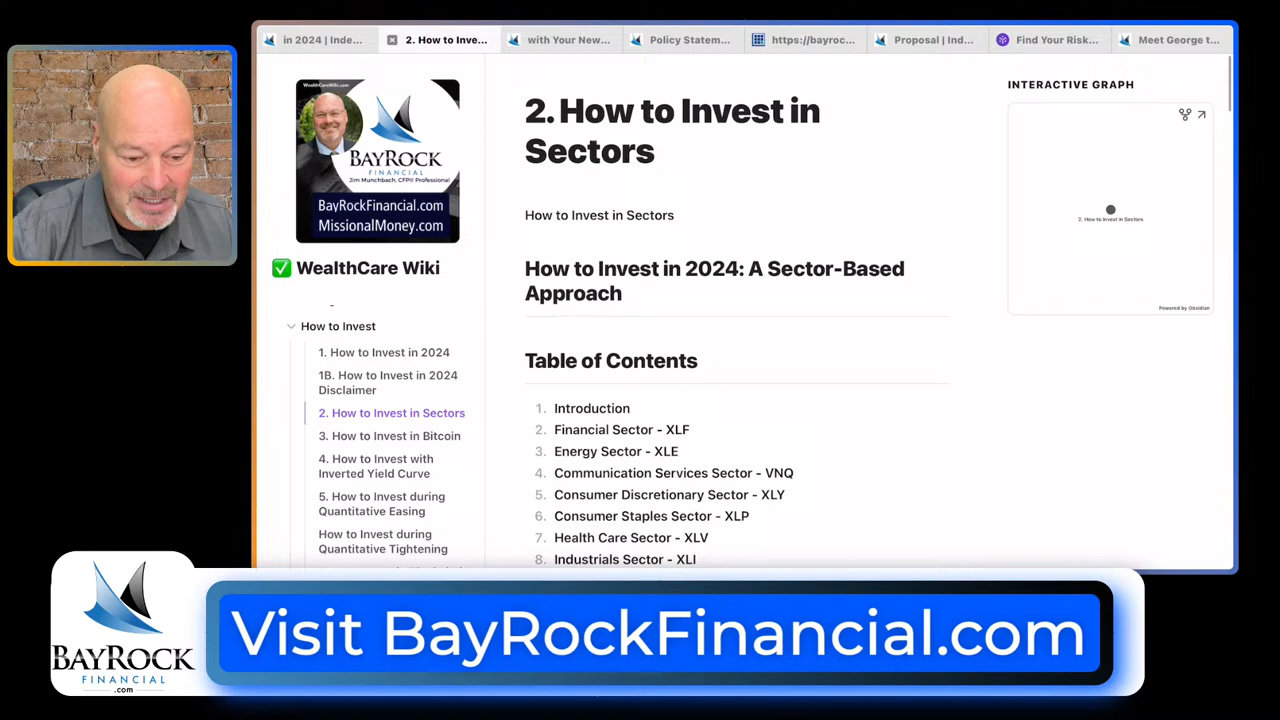 in 2024 | Inde...
2. How to Inve...
with Your New...
Policy Statem...
https://bayroc...
Proposal | Ind...
Find Your Risk...
Meet George t...
WealthCareWiki.com
BAYROCK
FINANCIAL
Jim Munchbach, CFP® Professional
BayRockFinancial.com
MissionalMoney.com
WealthCare Wiki
How to Invest
1. How to Invest in 2024
1B. How to Invest in 2024
Disclaimer
2. How to Invest in Sectors
3. How to Invest in Bitcoin
4. How to Invest with
Inverted Yield Curve
5. How to Invest during
Quantitative Easing
How to Invest during
Quantitative Tightening
2. How to Invest in
Sectors
How to Invest in Sectors
How to Invest in 2024: A Sector-Based
Approach
Table of Contents
1. Introduction
2. Financial Sector - XLF
3. Energy Sector - XLE
4. Communication Services Sector - VNQ
5. Consumer Discretionary Sector - XLY
6. Consumer Staples Sector - XLP
7. Health Care Sector - XLV
8. Industrials Sector - XLI
INTERACTIVE GRAPH
2. How to Invest in Sectors
Powered by Obsidian
BAYROCK
FINANCIAL
.com
Visit BayRockFinancial.com